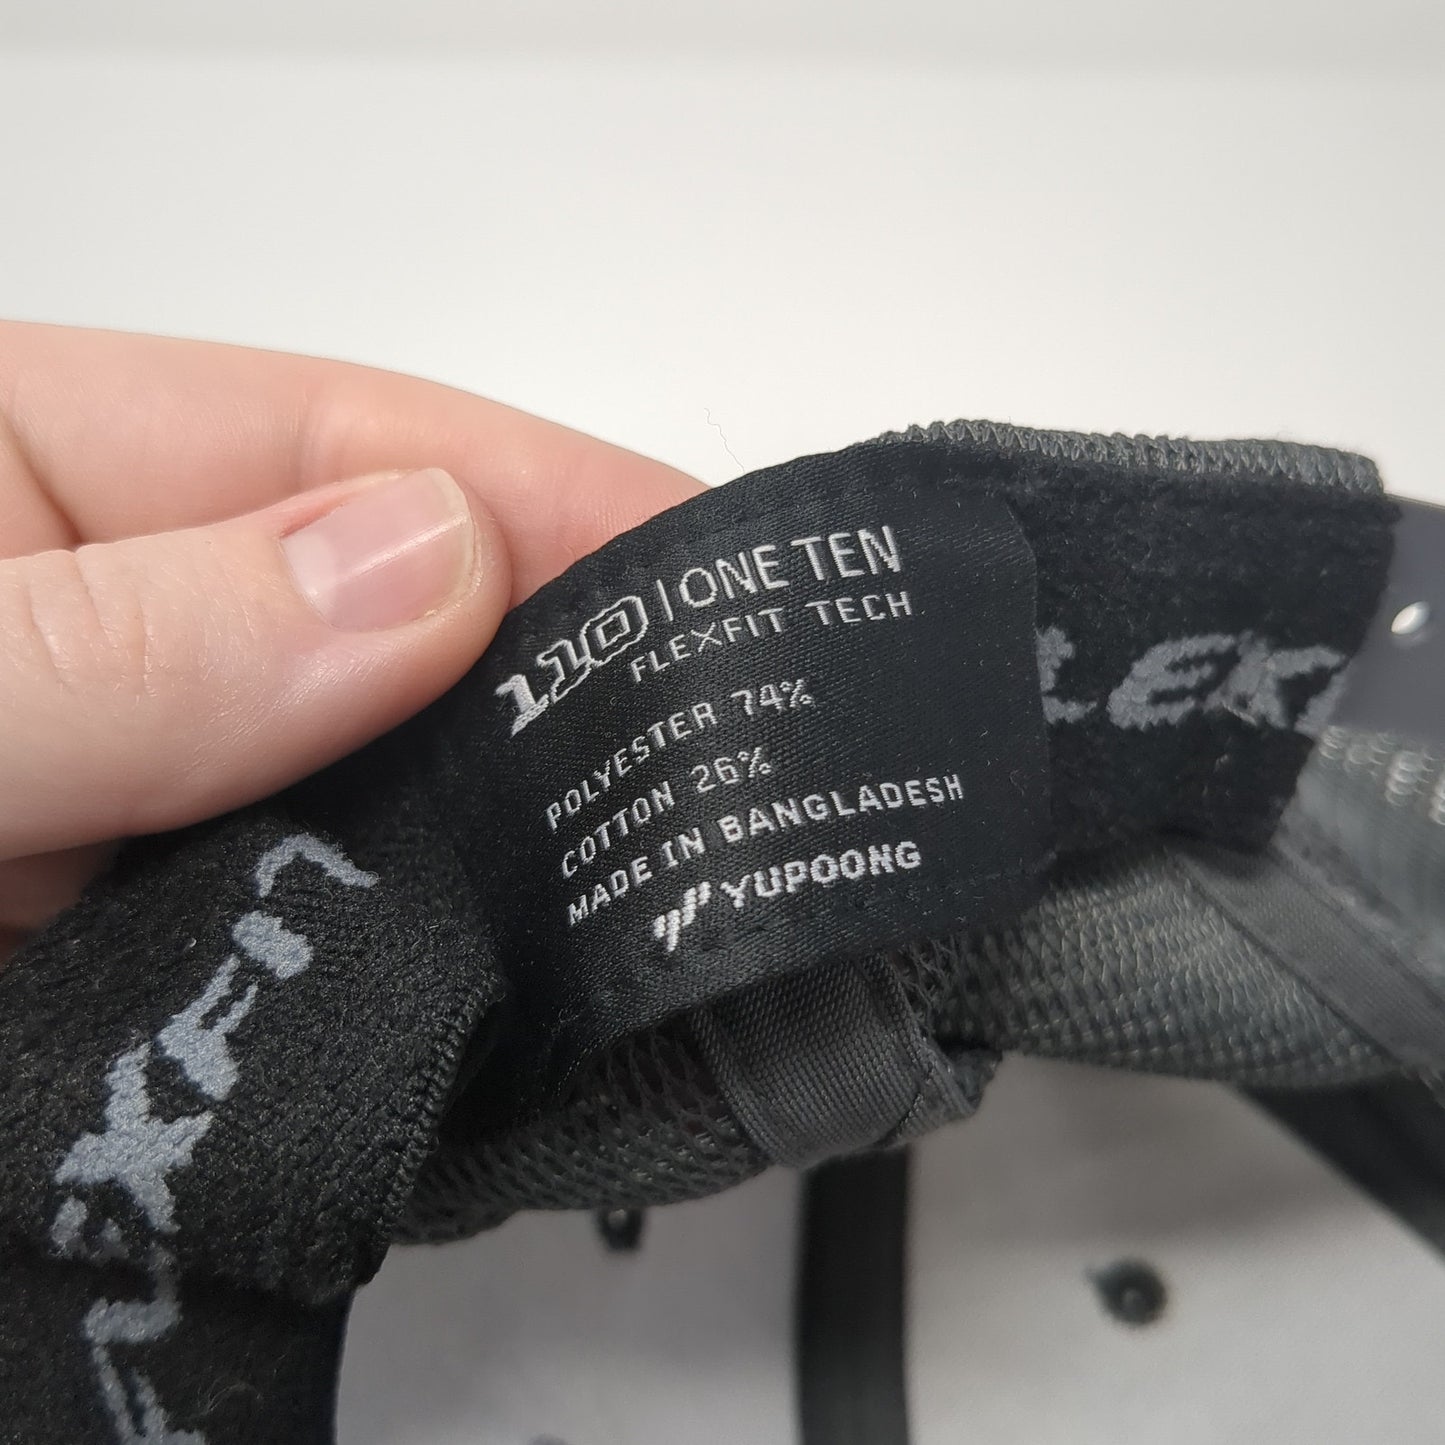 110 | ONE TEN
FLEXFIT TECH
POLYESTER 74%
COTTON 26%
MADE IN BANGLADESH
YUPOONG